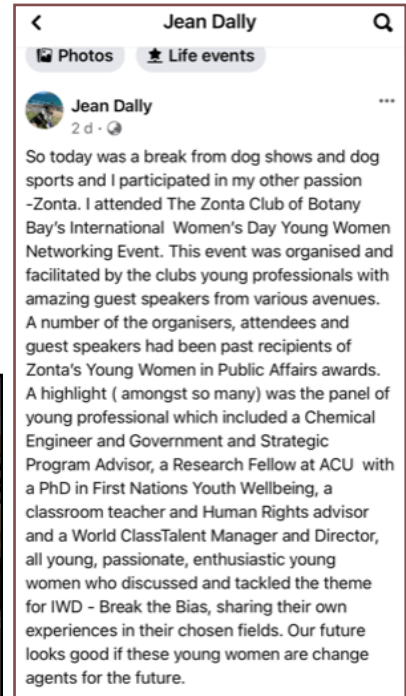 Jean Dally
Photos
Life events
Jean Dally
2 d ·
So today was a break from dog shows and dog
sports and I participated in my other passion
-Zonta. I attended The Zonta Club of Botany
Bay's International Women's Day Young Women
Networking Event. This event was organised and
facilitated by the clubs young professionals with
amazing guest speakers from various avenues.
A number of the organisers, attendees and
guest speakers had been past recipients of
Zonta's Young Women in Public Affairs awards.
A highlight ( amongst so many) was the panel of
young professional which included a Chemical
Engineer and Government and Strategic
Program Advisor, a Research Fellow at ACU with
a PhD in First Nations Youth Wellbeing, a
classroom teacher and Human Rights advisor
and a World ClassTalent Manager and Director,
all young, passionate, enthusiastic young
women who discussed and tackled the theme
for IWD - Break the Bias, sharing their own
experiences in their chosen fields. Our future
looks good if these young women are change
agents for the future.